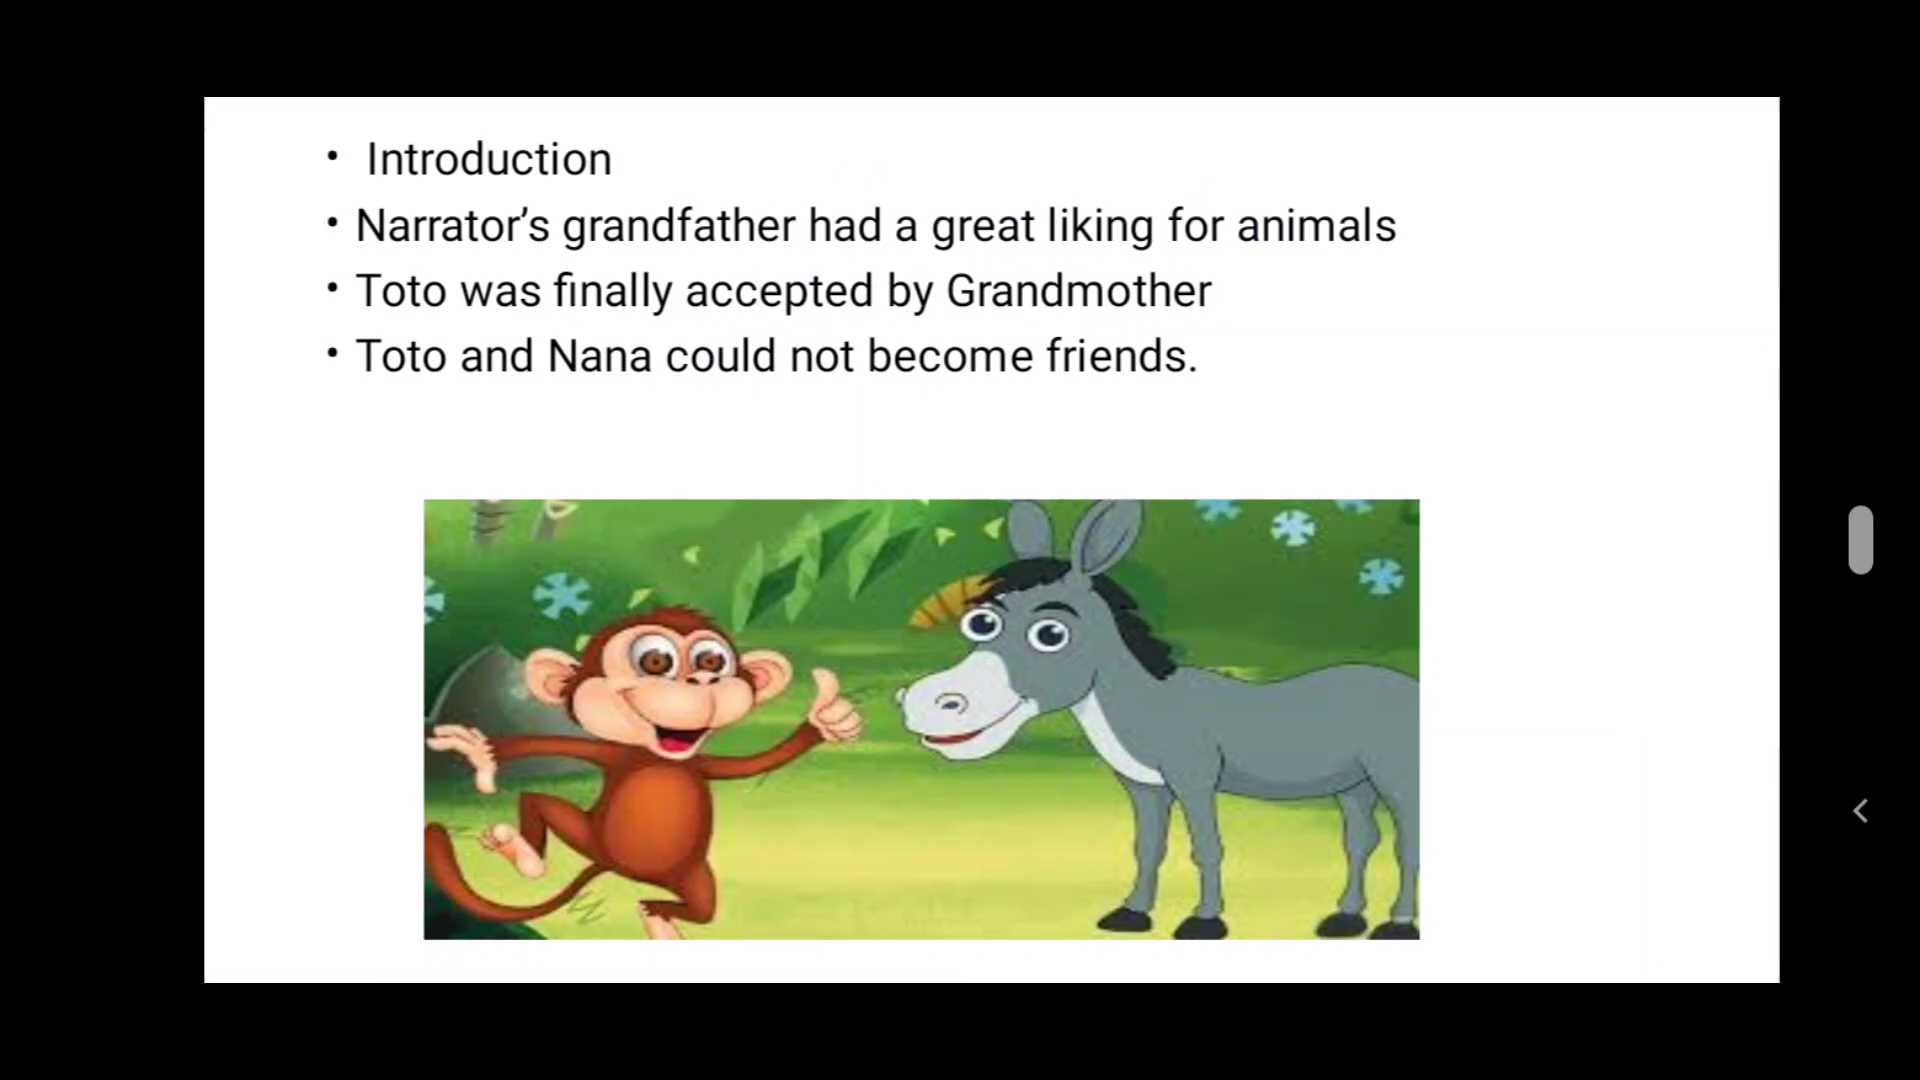 • Introduction
• Narrator’s grandfather had a great liking for animals
• Toto was finally accepted by Grandmother
• Toto and Nana could not become friends.